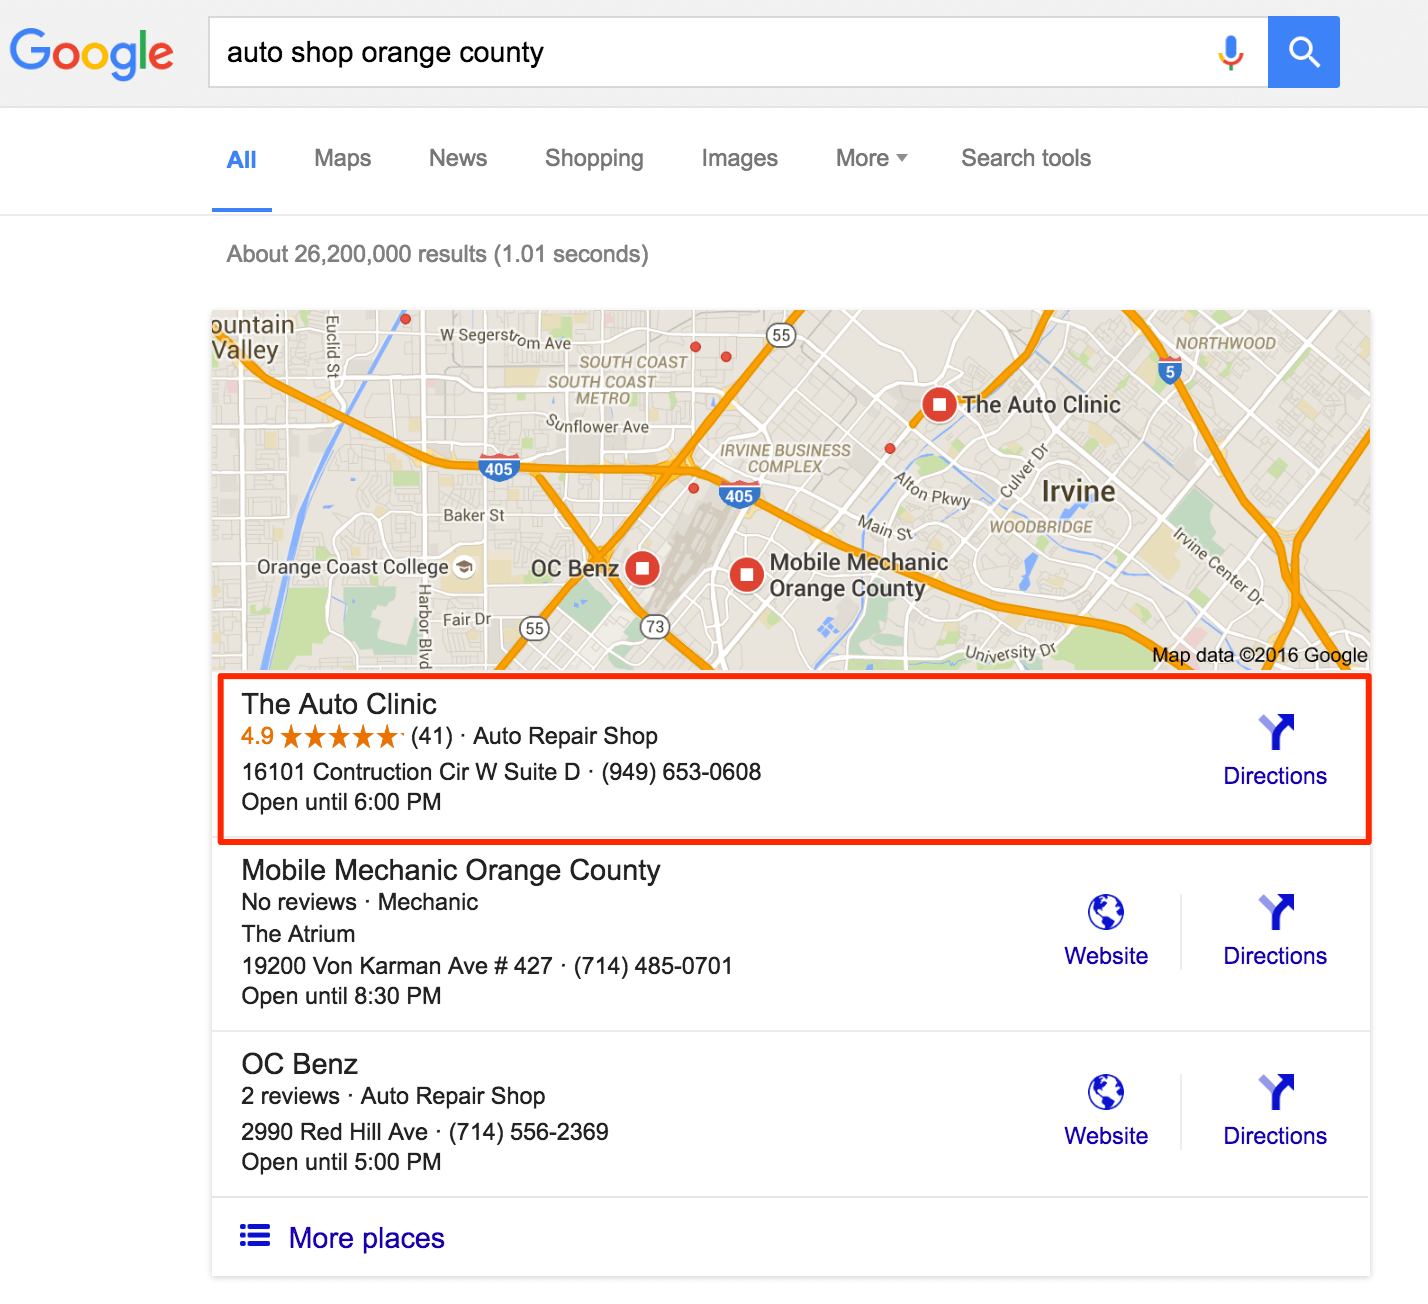 Google
auto shop orange county
All Maps News Shopping Images More Search tools
About 26,200,000 results (1.01 seconds)
ountain
Valley
Euclid St
W Segerstrom Ave
SOUTH COAST
SOUTH COAST
METRO
Sunflower Ave
55
NORTHWOOD
5
The Auto Clinic
IRVINE BUSINESS
COMPLEX
405
405
Culver Dr
Alton Pkwy
Irvine
WOODBRIDGE
Baker St
Main St
Irvine Center Dr
Orange Coast College
OC Benz
Mobile Mechanic
Orange County
Harbor Blvd
Fair Dr
55
73
University Dr
Map data ©2016 Google
The Auto Clinic
4.9 (41) · Auto Repair Shop
16101 Contruction Cir W Suite D · (949) 653-0608
Open until 6:00 PM
Directions
Mobile Mechanic Orange County
No reviews · Mechanic
The Atrium
19200 Von Karman Ave # 427 · (714) 485-0701
Open until 8:30 PM
Website
Directions
OC Benz
2 reviews · Auto Repair Shop
2990 Red Hill Ave · (714) 556-2369
Open until 5:00 PM
Website
Directions
More places